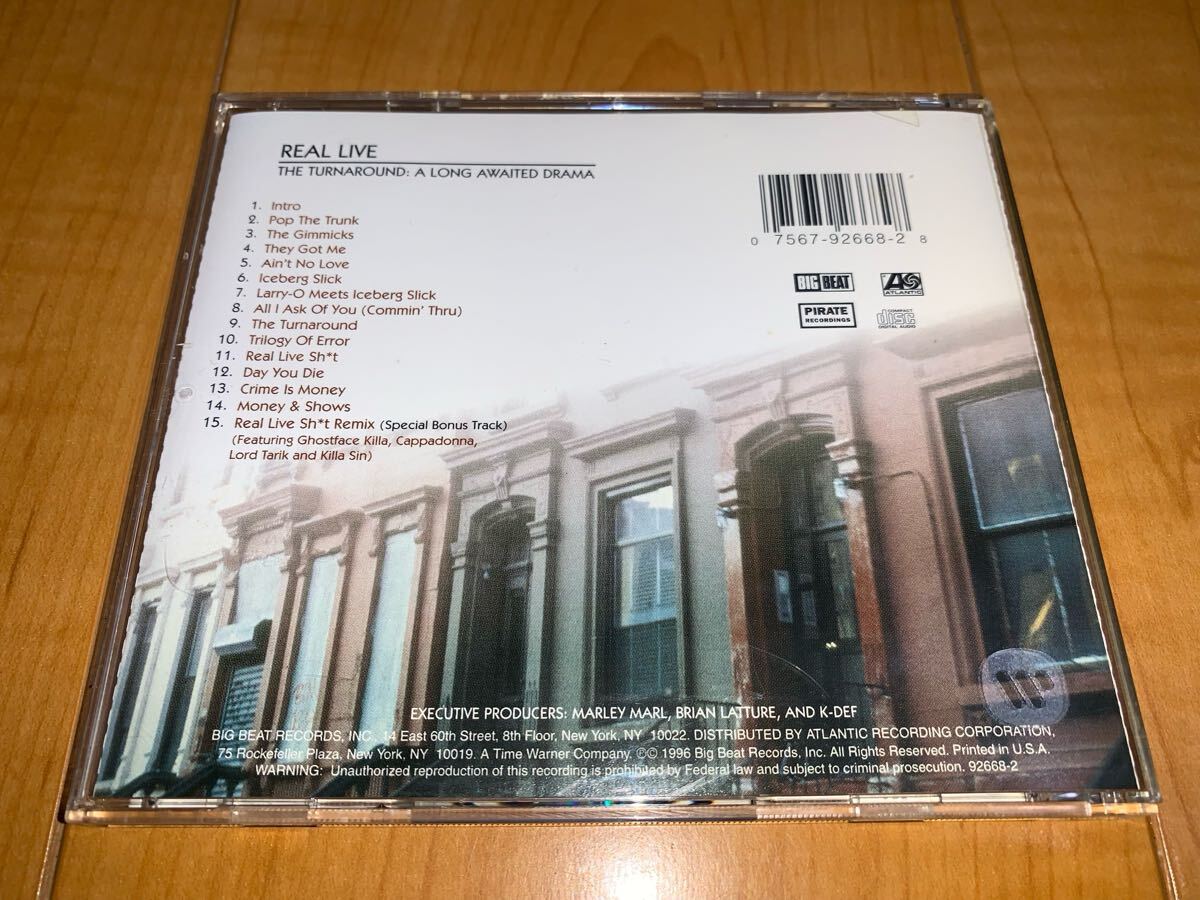 REAL LIVE
THE TURNAROUND: A LONG AWAITED DRAMA
1. Intro
2. Pop The Trunk
3. The Gimmicks
4. They Got Me
5. Ain't No Love
6. Iceberg Slick
7. Larry-O Meets Iceberg Slick
8. All I Ask Of You (Commin' Thru)
9. The Turnaround
10. Trilogy Of Error
11. Real Live Sh*t
12. Day You Die
13. Crime Is Money
14. Money & Shows
15. Real Live Sh*t Remix (Special Bonus Track)
(Featuring Ghostface Killa, Cappadonna,
Lord Tarik and Killa Sin)
0 7567-92668-2 8
BIG BEAT
ATLANTIC
PIRATE
RECORDINGS
COMPACT
disc
DIGITAL AUDIO
EXECUTIVE PRODUCERS: MARLEY MARL, BRIAN LATTURE, AND K-DEF
BIG BEAT RECORDS, INC., 14 East 60th Street, 8th Floor, New York, NY 10022. DISTRIBUTED BY ATLANTIC RECORDING CORPORATION,
75 Rockefeller Plaza, New York, NY 10019. A Time Warner Company. ℗© 1996 Big Beat Records, Inc. All Rights Reserved. Printed in U.S.A.
WARNING: Unauthorized reproduction of this recording is prohibited by Federal law and subject to criminal prosecution. 92668-2